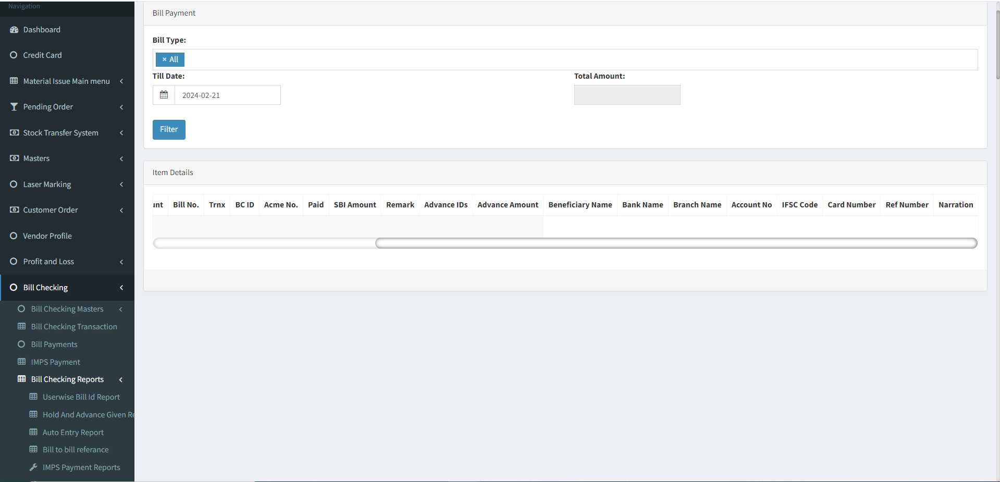 Navigation
Dashboard
Credit Card
Material Issue Main menu
Pending Order
Stock Transfer System
Masters
Laser Marking
Customer Order
Vendor Profile
Profit and Loss
Bill Checking
Bill Checking Masters
Bill Checking Transaction
Bill Payments
IMPS Payment
Bill Checking Reports
Userwise Bill Id Report
Hold And Advance Given Re
Auto Entry Report
Bill to bill referance
IMPS Payment Reports
Bill Payment
Bill Type:
× All
Till Date: Total Amount:
2024-02-21
Filter
Item Details
unt Bill No. Trnx BC ID Acme No. Paid SBI Amount Remark Advance IDs Advance Amount Beneficiary Name Bank Name Branch Name Account No IFSC Code Card Number Ref Number Narration